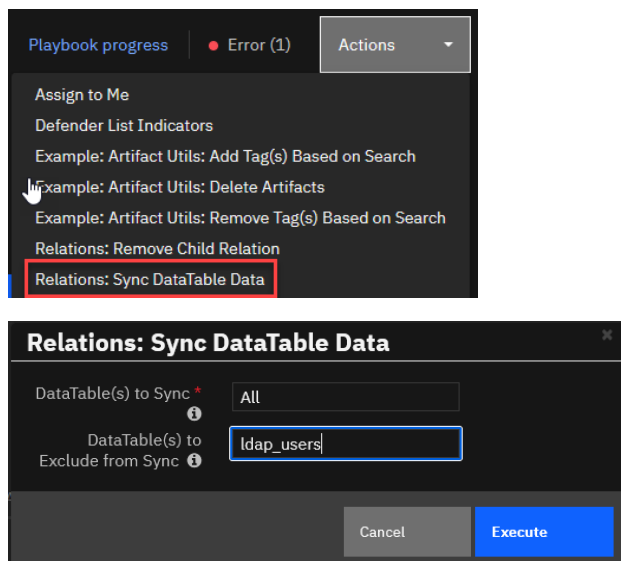 Playbook progress
Error (1)
Actions
Assign to Me
Defender List Indicators
Example: Artifact Utils: Add Tag(s) Based on Search
Example: Artifact Utils: Delete Artifacts
Example: Artifact Utils: Remove Tag(s) Based on Search
Relations: Remove Child Relation
Relations: Sync DataTable Data
Relations: Sync DataTable Data
DataTable(s) to Sync *
All
DataTable(s) to
Exclude from Sync
ldap_users
Cancel
Execute